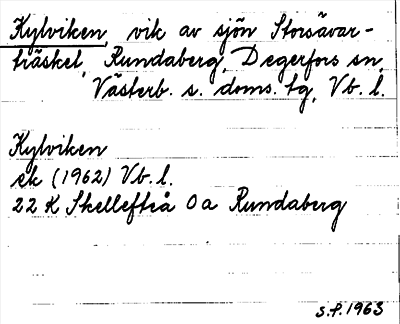 Kylviken, vik av sjön Storsävar-
träsket, Rundaberg, Degerfors sn,
Västerb. s. doms. tg, Vb. l.
Kylviken
ek (1962) Vb. l.
22 K Skellefteå 0a Rundaberg
S.P. 1963